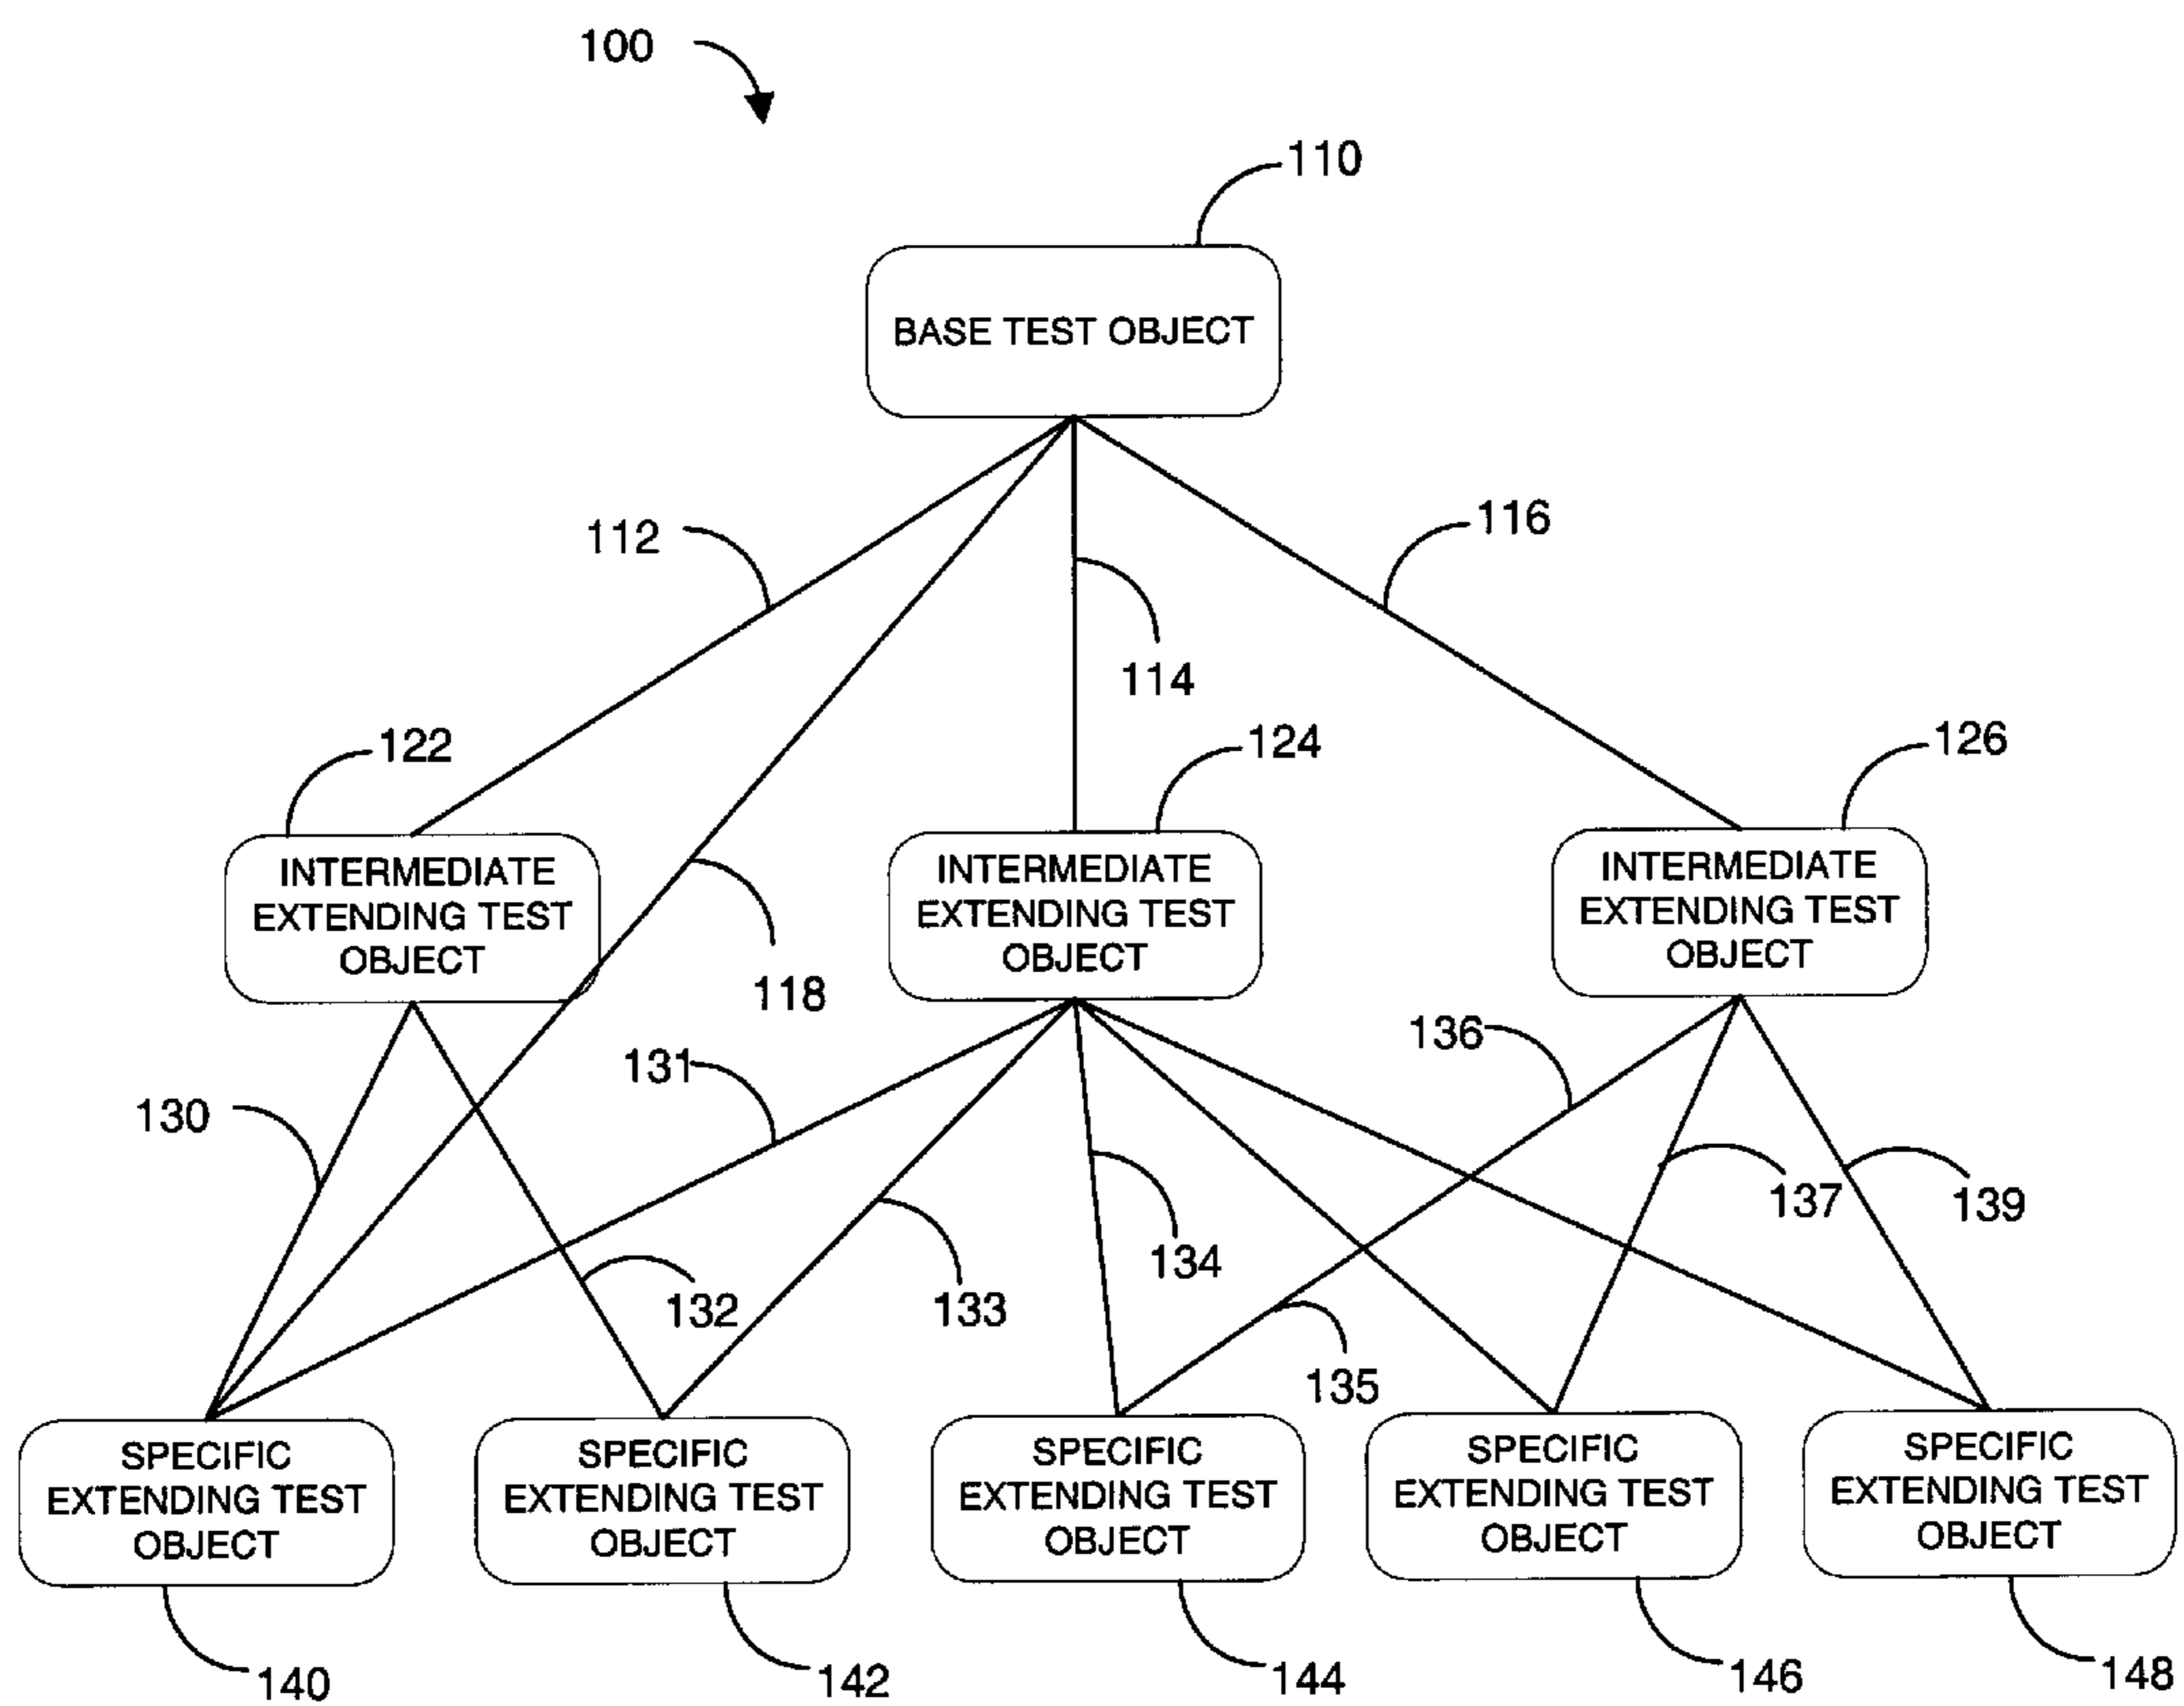 100
110
BASE TEST OBJECT
112
116
114
122
124
126
INTERMEDIATE
EXTENDING TEST
OBJECT
INTERMEDIATE
EXTENDING TEST
OBJECT
INTERMEDIATE
EXTENDING TEST
OBJECT
118
136
131
130
137
139
134
132
133
135
SPECIFIC
EXTENDING TEST
OBJECT
SPECIFIC
EXTENDING TEST
OBJECT
SPECIFIC
EXTENDING TEST
OBJECT
SPECIFIC
EXTENDING TEST
OBJECT
SPECIFIC
EXTENDING TEST
OBJECT
140
142
144
146
148